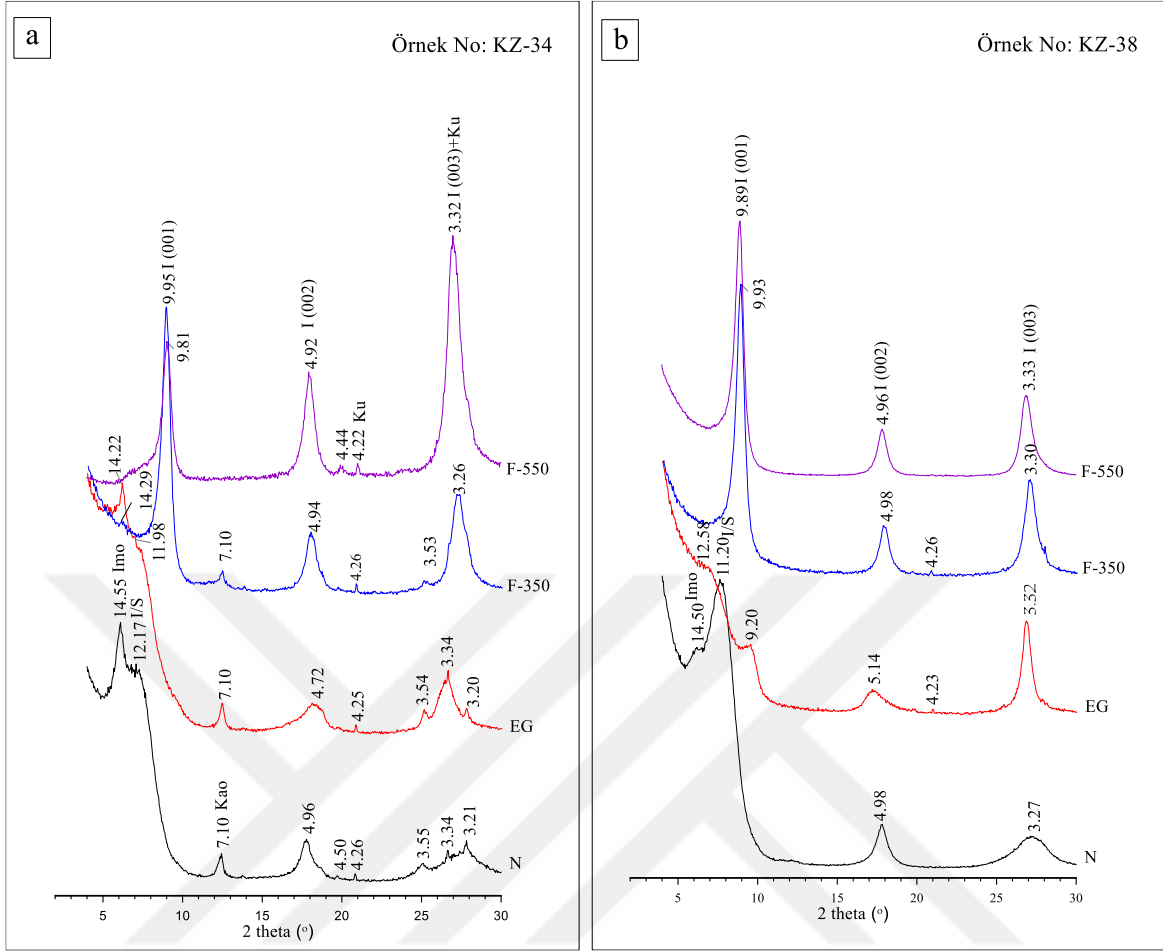 a
Örnek No: KZ-34
3.32 I (003)+Ku
9.95 I (001)
9.81
4.92 I (002)
4.44
4.22 Ku
F-550
14.22
14.29
11.98
7.10
4.94
4.26
3.53
3.26
F-350
14.55 Imo
12.17 I/S
7.10
4.72
4.25
3.54
3.34
3.20
EG
7.10 Kao
4.96
4.50
4.26
3.55
3.34
3.21
N
5 10 15 20 25 30
2 theta (°)
b
Örnek No: KZ-38
9.89 I (001)
9.93
4.96 I (002)
3.33 I (003)
F-550
4.98
4.26
3.30
F-350
14.50 Imo
12.58
11.20 I/S
9.20
5.14
4.23
3.32
EG
4.98
3.27
N
5 10 15 20 25 30
2 theta (°)